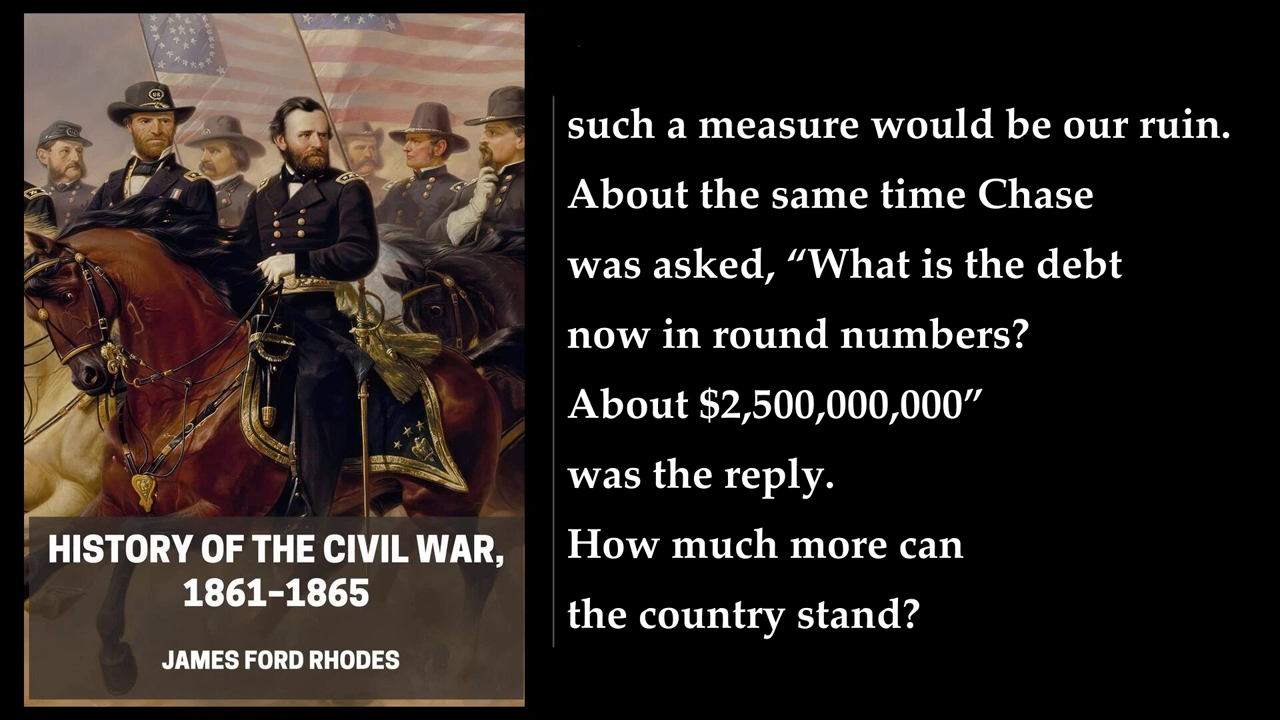 HISTORY OF THE CIVIL WAR,
1861–1865
JAMES FORD RHODES
such a measure would be our ruin.
About the same time Chase
was asked, “What is the debt
now in round numbers?
About $2,500,000,000”
was the reply.
How much more can
the country stand?